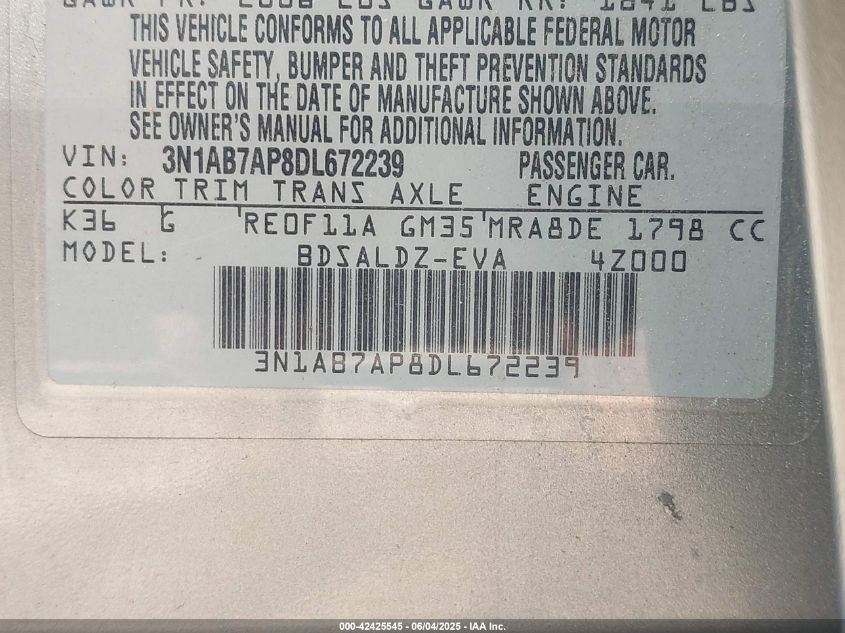 THIS VEHICLE CONFORMS TO ALL APPLICABLE FEDERAL MOTOR
VEHICLE SAFETY, BUMPER AND THEFT PREVENTION STANDARDS
IN EFFECT ON THE DATE OF MANUFACTURE SHOWN ABOVE.
SEE OWNER'S MANUAL FOR ADDITIONAL INFORMATION.
VIN: 3N1AB7AP8DL672239 PASSENGER CAR.
COLOR TRIM TRANS AXLE ENGINE
K36 G RE0F11A GM35 MRA8DE 1798 CC
MODEL: BDSALDZ-EVA 4Z000
3N1AB7AP8DL672239
000-42425545 - 06/04/2025 - IAA Inc.